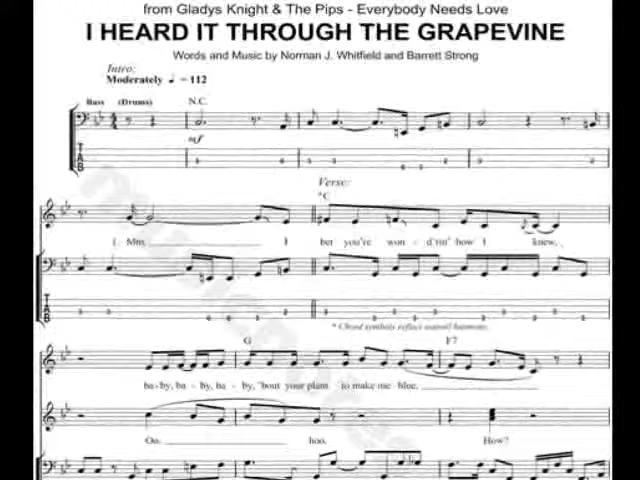 from Gladys Knight & The Pips - Everybody Needs Love
I HEARD IT THROUGH THE GRAPEVINE
Words and Music by Norman J. Whitfield and Barrett Strong
Intro:
Moderately ♩ = 112
Bass (Drums) N.C.
mf
Verse:
*C
1. Mm, I bet you're won - d'rin' how I knew,
* Chord symbols reflect overall harmony.
G F7
ba - by, ba - by, ba - by, 'bout your plans to make me blue,
Oo, hoo. How?